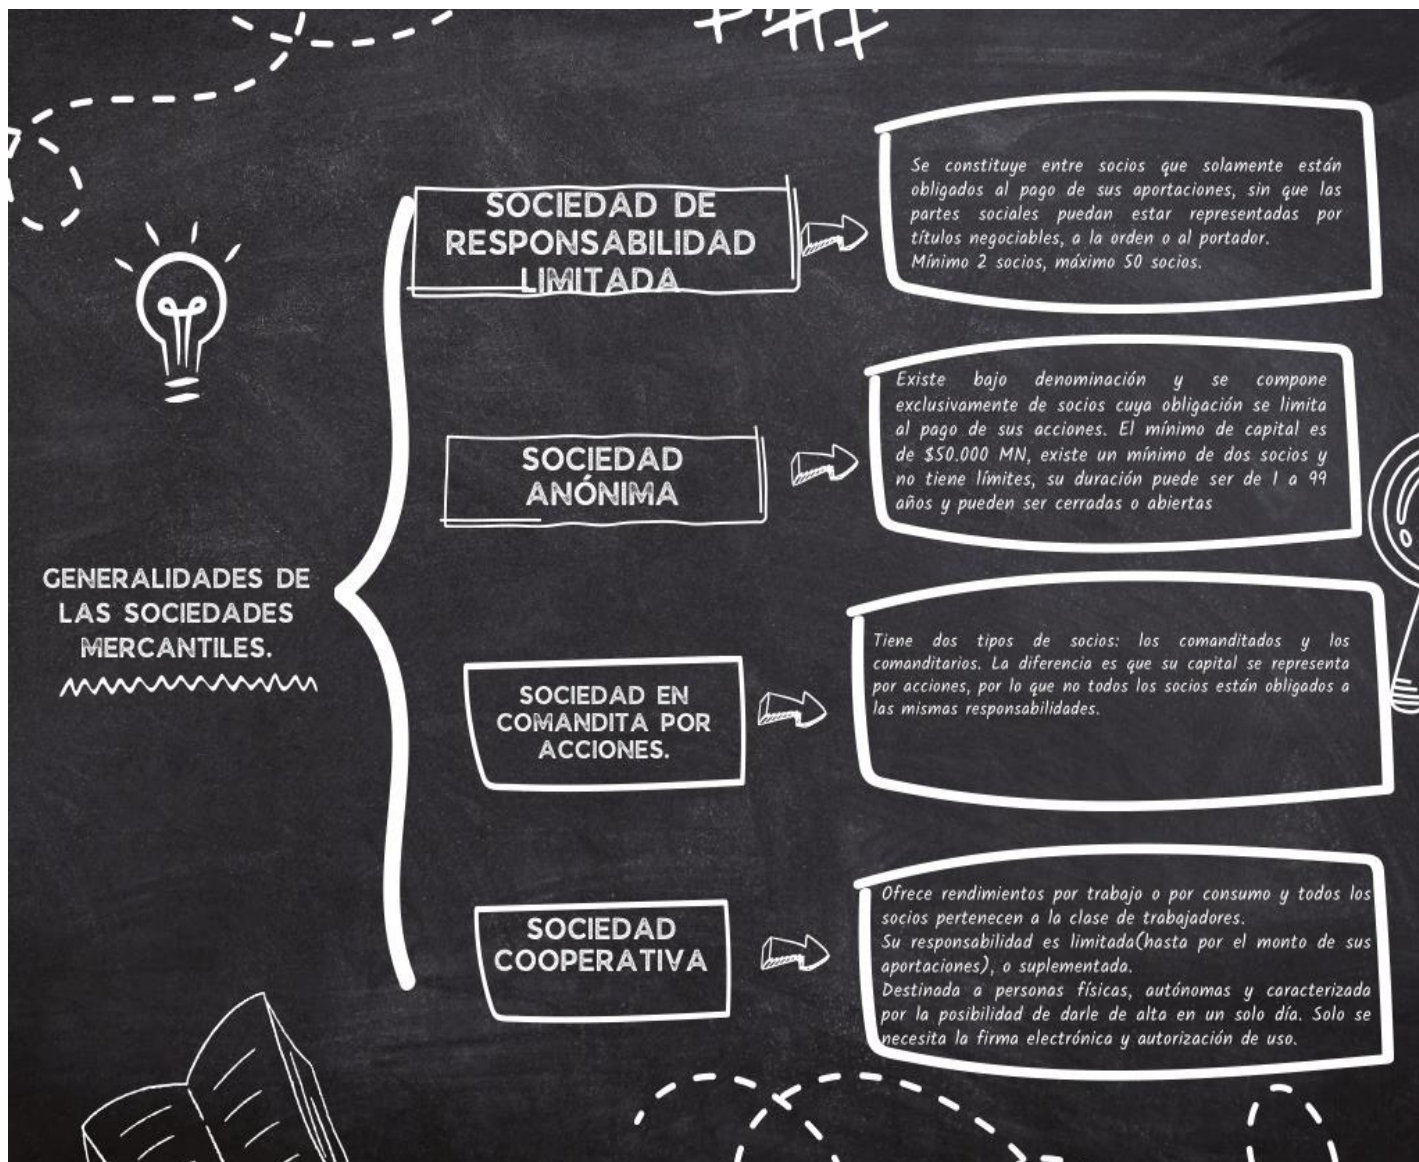 GENERALIDADES DE
LAS SOCIEDADES
MERCANTILES.
SOCIEDAD DE
RESPONSABILIDAD
LIMITADA
Se constituye entre socios que solamente están
obligados al pago de sus aportaciones, sin que las
partes sociales puedan estar representadas por
títulos negociables, a la orden o al portador.
Mínimo 2 socios, máximo 50 socios.
SOCIEDAD
ANÓNIMA
Existe bajo denominación y se compone
exclusivamente de socios cuya obligación se limita
al pago de sus acciones. El mínimo de capital es
de $50.000 MN, existe un mínimo de dos socios y
no tiene límites, su duración puede ser de 1 a 99
años y pueden ser cerradas o abiertas
SOCIEDAD EN
COMANDITA POR
ACCIONES.
Tiene dos tipos de socios: los comanditados y los
comanditarios. La diferencia es que su capital se representa
por acciones, por lo que no todos los socios están obligados a
las mismas responsabilidades.
SOCIEDAD
COOPERATIVA
Ofrece rendimientos por trabajo o por consumo y todos los
socios pertenecen a la clase de trabajadores.
Su responsabilidad es limitada(hasta por el monto de sus
aportaciones), o suplementada.
Destinada a personas físicas, autónomas y caracterizada
por la posibilidad de darle de alta en un solo día. Solo se
necesita la firma electrónica y autorización de uso.